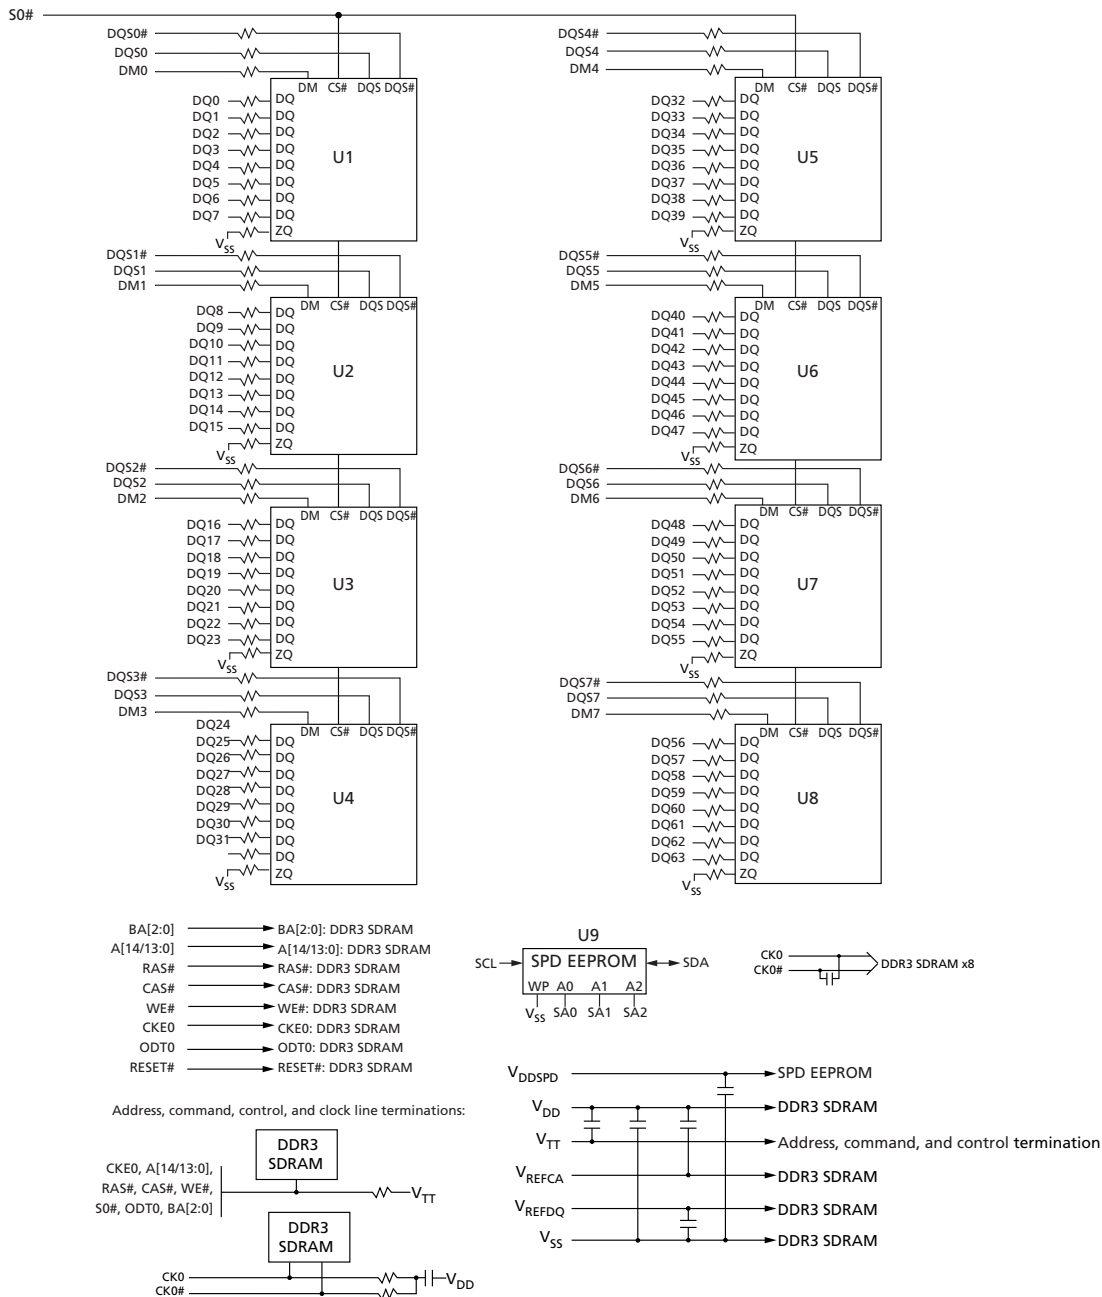 S0#
DQS0#
DQS0
DM0
DM CS# DQS DQS#
DQ0 DQ
DQ1 DQ
DQ2 DQ
DQ3 DQ
DQ4 DQ
DQ5 DQ
DQ6 DQ
DQ7 DQ
VSS ZQ
U1
DQS1#
DQS1
DM1
DM CS# DQS DQS#
DQ8 DQ
DQ9 DQ
DQ10 DQ
DQ11 DQ
DQ12 DQ
DQ13 DQ
DQ14 DQ
DQ15 DQ
VSS ZQ
U2
DQS2#
DQS2
DM2
DM CS# DQS DQS#
DQ16 DQ
DQ17 DQ
DQ18 DQ
DQ19 DQ
DQ20 DQ
DQ21 DQ
DQ22 DQ
DQ23 DQ
VSS ZQ
U3
DQS3#
DQS3
DM3
DM CS# DQS DQS#
DQ24
DQ25 DQ
DQ26 DQ
DQ27 DQ
DQ28 DQ
DQ29 DQ
DQ30 DQ
DQ31 DQ
DQ
VSS ZQ
U4
DQS4#
DQS4
DM4
DM CS# DQS DQS#
DQ32 DQ
DQ33 DQ
DQ34 DQ
DQ35 DQ
DQ36 DQ
DQ37 DQ
DQ38 DQ
DQ39 DQ
VSS ZQ
U5
DQS5#
DQS5
DM5
DM CS# DQS DQS#
DQ40 DQ
DQ41 DQ
DQ42 DQ
DQ43 DQ
DQ44 DQ
DQ45 DQ
DQ46 DQ
DQ47 DQ
VSS ZQ
U6
DQS6#
DQS6
DM6
DM CS# DQS DQS#
DQ48 DQ
DQ49 DQ
DQ50 DQ
DQ51 DQ
DQ52 DQ
DQ53 DQ
DQ54 DQ
DQ55 DQ
VSS ZQ
U7
DQS7#
DQS7
DM7
DM CS# DQS DQS#
DQ56 DQ
DQ57 DQ
DQ58 DQ
DQ59 DQ
DQ60 DQ
DQ61 DQ
DQ62 DQ
DQ63 DQ
VSS ZQ
U8
BA[2:0] BA[2:0]: DDR3 SDRAM
A[14/13:0] A[14/13:0]: DDR3 SDRAM
RAS# RAS#: DDR3 SDRAM
CAS# CAS#: DDR3 SDRAM
WE# WE#: DDR3 SDRAM
CKE0 CKE0: DDR3 SDRAM
ODT0 ODT0: DDR3 SDRAM
RESET# RESET#: DDR3 SDRAM
U9
SCL SPD EEPROM SDA
WP A0 A1 A2
VSS SA0 SA1 SA2
CK0
CK0#
DDR3 SDRAM x8
Address, command, control, and clock line terminations:
DDR3
SDRAM
CKE0, A[14/13:0],
RAS#, CAS#, WE#,
S0#, ODT0, BA[2:0]
VTT
DDR3
SDRAM
CK0
CK0#
VDD
VDDSPD SPD EEPROM
VDD DDR3 SDRAM
VTT Address, command, and control termination
VREFCA DDR3 SDRAM
VREFDQ DDR3 SDRAM
VSS DDR3 SDRAM